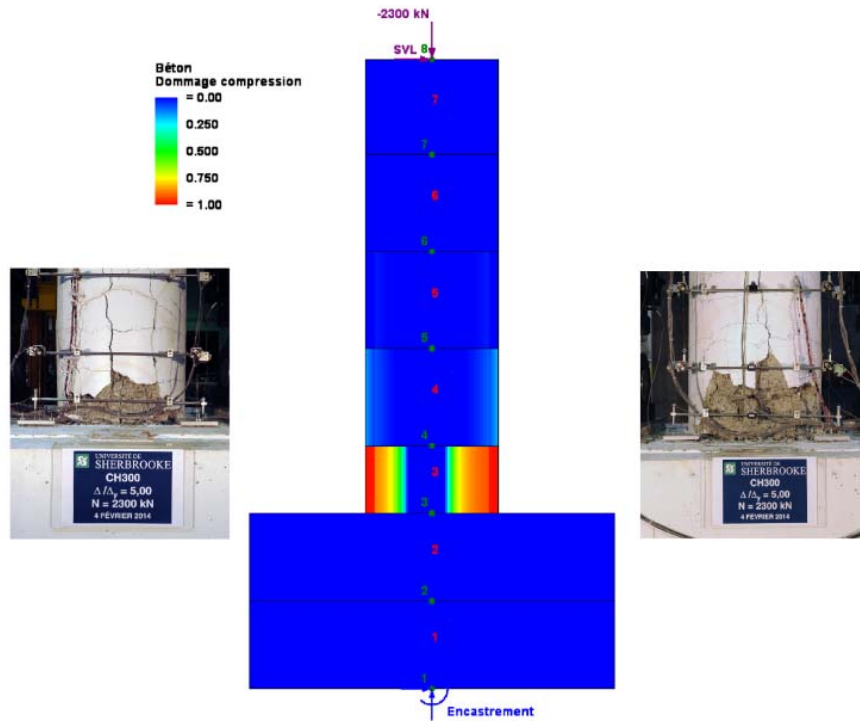 -2300 kN
SVL
8
Béton
Dommage compression
= 0.00
0.250
0.500
0.750
= 1.00
7
7
6
6
5
5
4
4
3
3
2
2
1
1
Encastrement
UNIVERSITÉ DE
SHERBROOKE
CH300
Δ/Δy = 5,00
N = 2300 kN
4 FÉVRIER 2014
UNIVERSITÉ DE
SHERBROOKE
CH300
Δ/Δy = 5,00
N = 2300 kN
4 FÉVRIER 2014